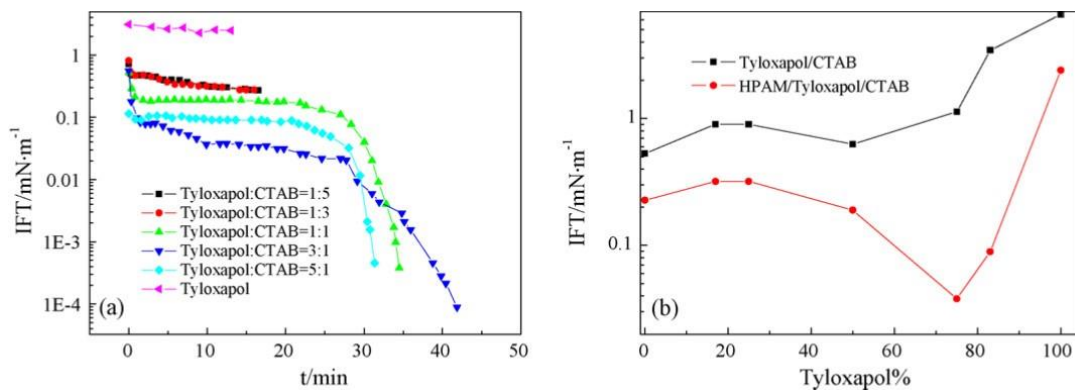 IFT/mN·m⁻¹
1
0.1
0.01
1E-3
1E-4
Tyloxapol:CTAB=1:5
Tyloxapol:CTAB=1:3
Tyloxapol:CTAB=1:1
Tyloxapol:CTAB=3:1
Tyloxapol:CTAB=5:1
Tyloxapol
(a)
0 10 20 30 40 50
t/min
(b)
Tyloxapol/CTAB
HPAM/Tyloxapol/CTAB
IFT/mN·m⁻¹
1
0.1
0 20 40 60 80 100
Tyloxapol%